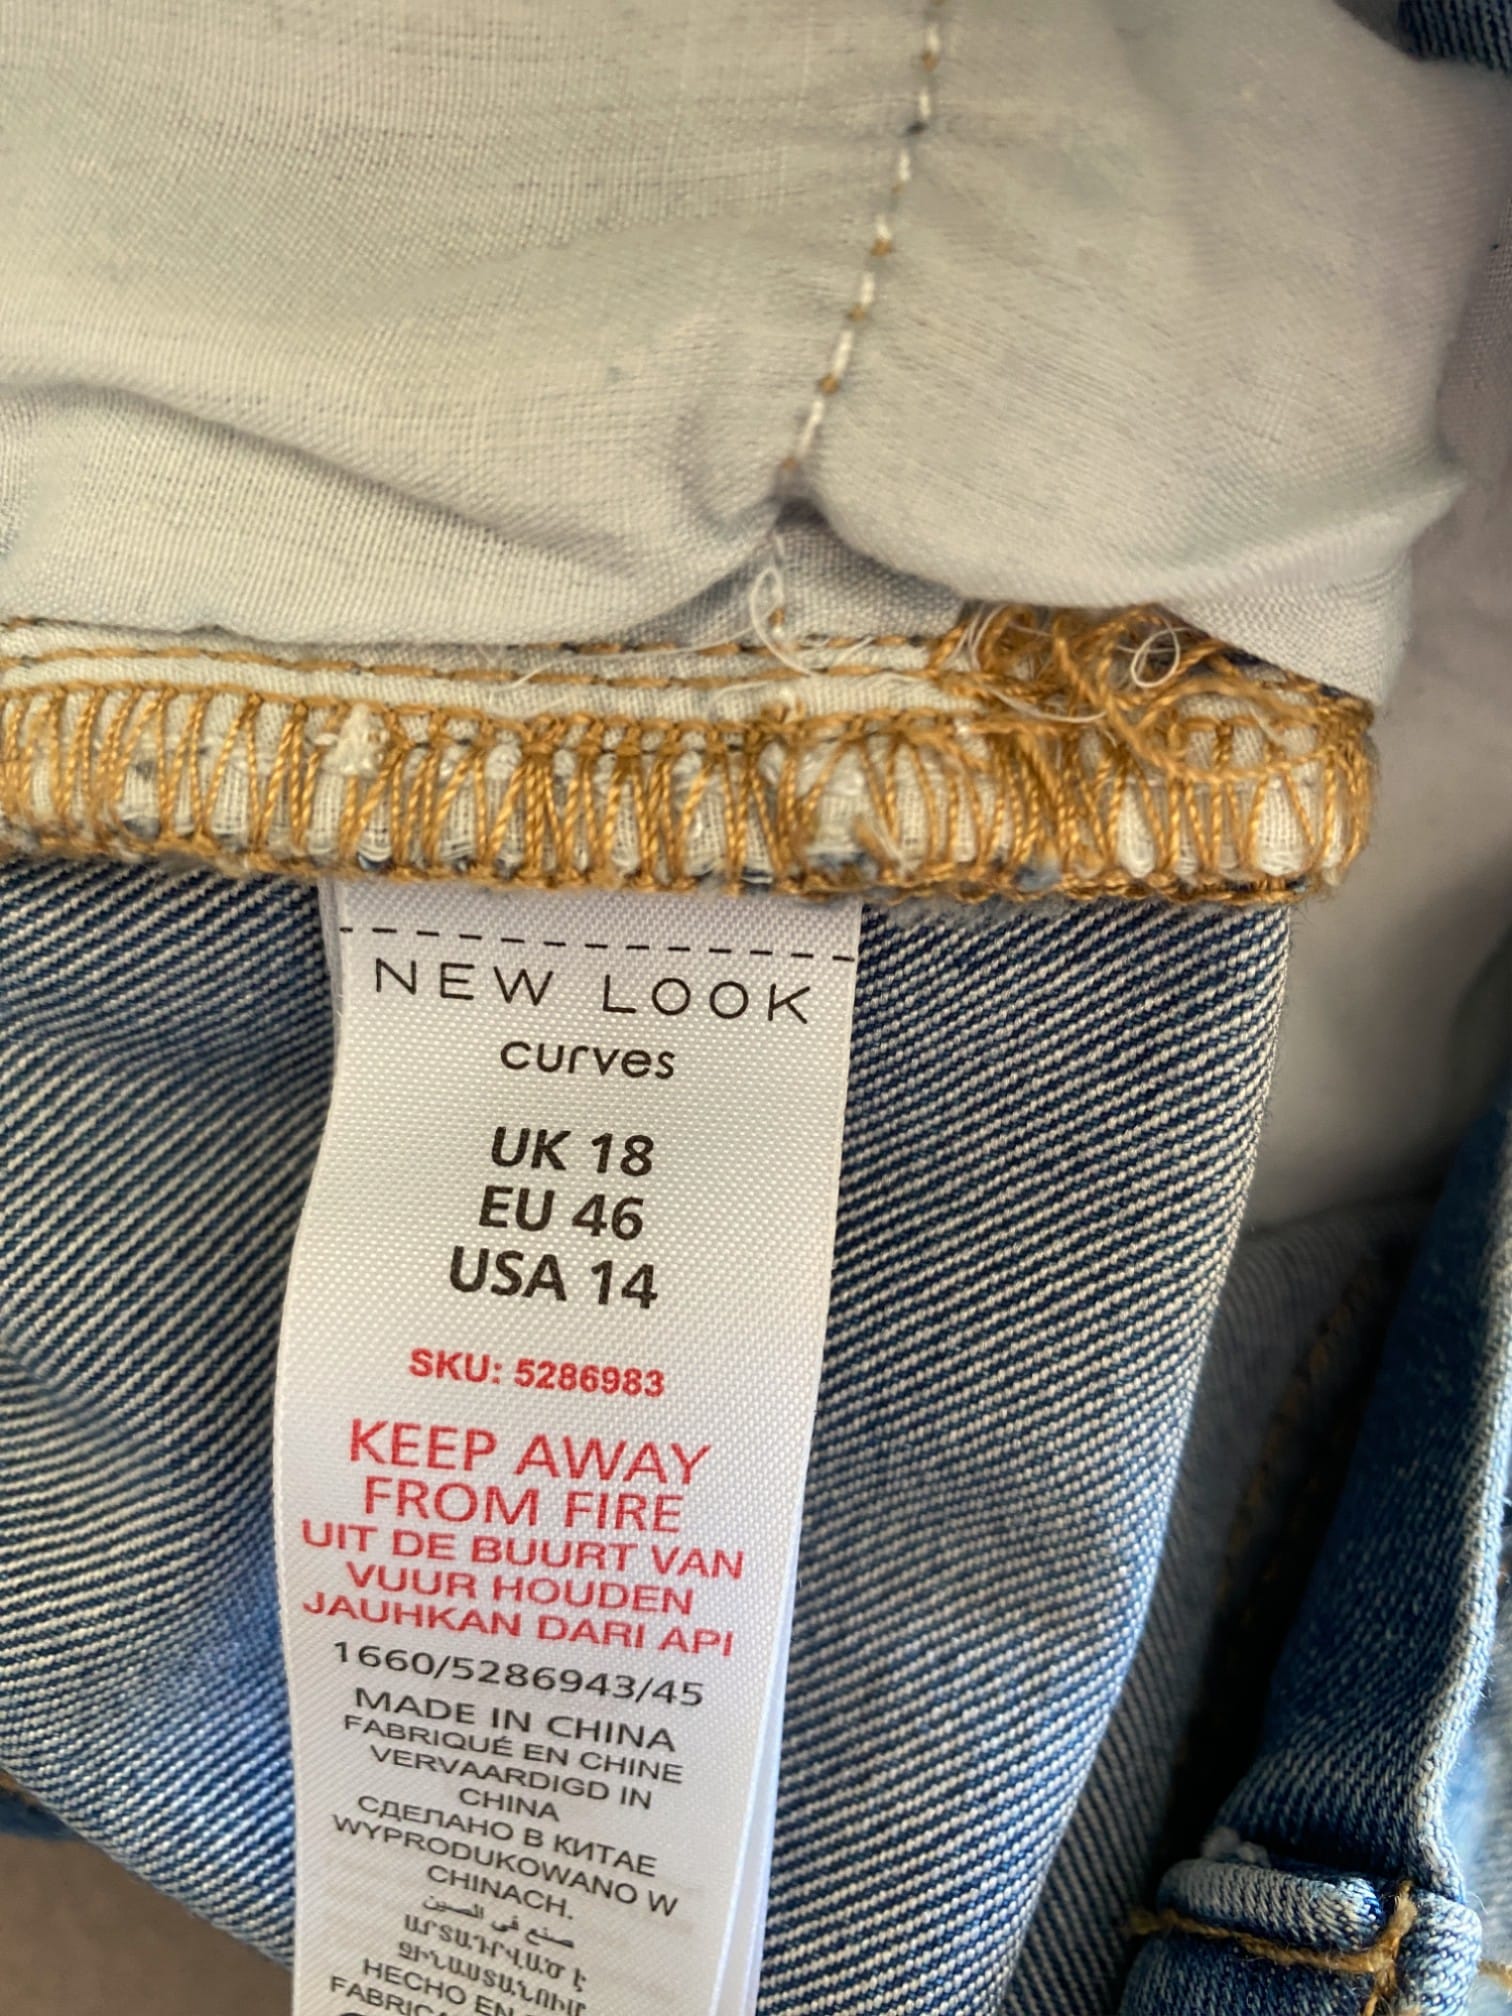 NEW LOOK
curves
UK 18
EU 46
USA 14
SKU: 5286983
KEEP AWAY
FROM FIRE
UIT DE BUURT VAN
VUUR HOUDEN
JAUHKAN DARI API
1660/5286943/45
MADE IN CHINA
FABRIQUÉ EN CHINE
VERVAARDIGD IN
CHINA
СДЕЛАНО В КИТАЕ
WYPRODUKOWANO W
CHINACH.
صنع في الصين
ԱՐՏԱԴՐՎԱԾ Է
ՉԻՆԱՍՏԱՆՈՒՄ
HECHO EN